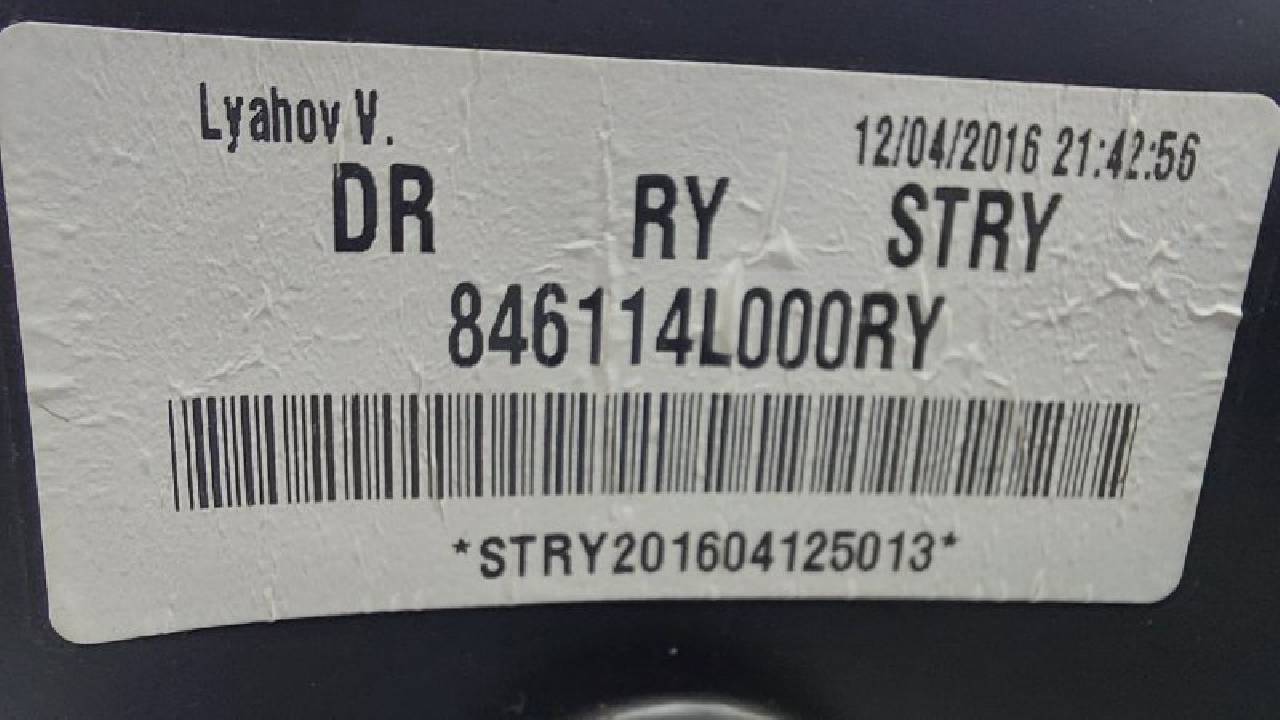 Lyahov V.
12/04/2016 21:42:56
DR RY STRY
846114L000RY
*STRY201604125013*